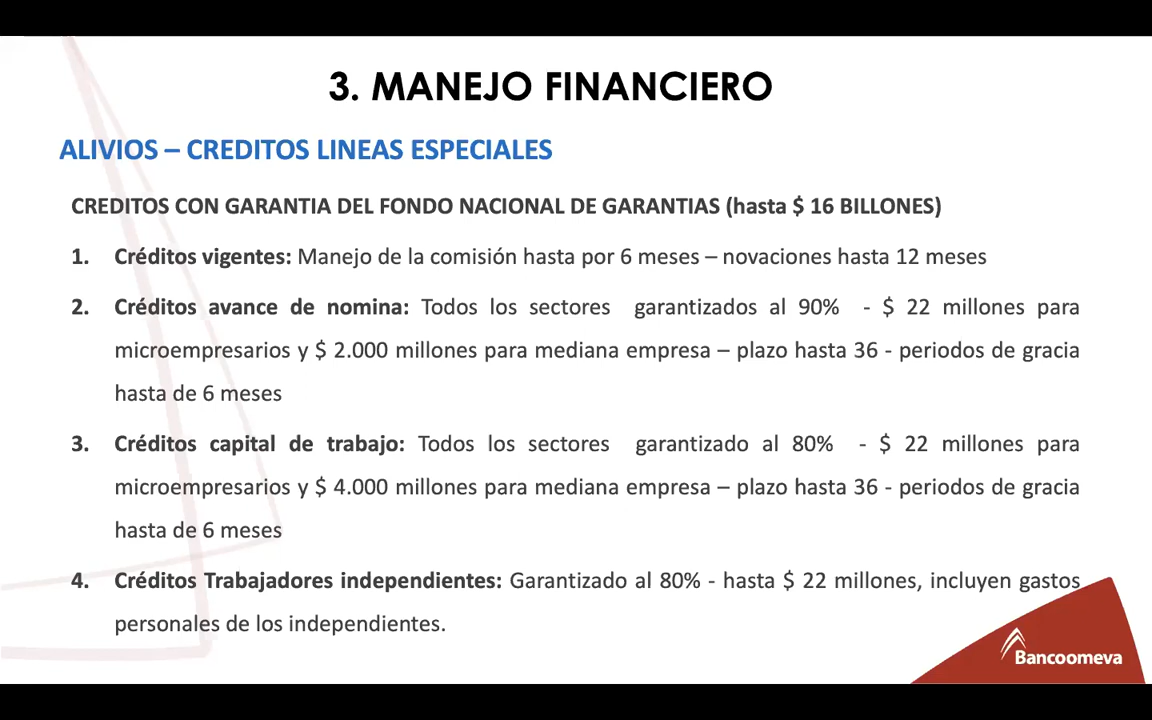 3. MANEJO FINANCIERO
ALIVIOS – CREDITOS LINEAS ESPECIALES
CREDITOS CON GARANTIA DEL FONDO NACIONAL DE GARANTIAS (hasta $ 16 BILLONES)
1. Créditos vigentes: Manejo de la comisión hasta por 6 meses – novaciones hasta 12 meses
2. Créditos avance de nomina: Todos los sectores garantizados al 90% - $ 22 millones para
microempresarios y $ 2.000 millones para mediana empresa – plazo hasta 36 - periodos de gracia
hasta de 6 meses
3. Créditos capital de trabajo: Todos los sectores garantizado al 80% - $ 22 millones para
microempresarios y $ 4.000 millones para mediana empresa – plazo hasta 36 - periodos de gracia
hasta de 6 meses
4. Créditos Trabajadores independientes: Garantizado al 80% - hasta $ 22 millones, incluyen gastos
personales de los independientes.
Bancoomeva